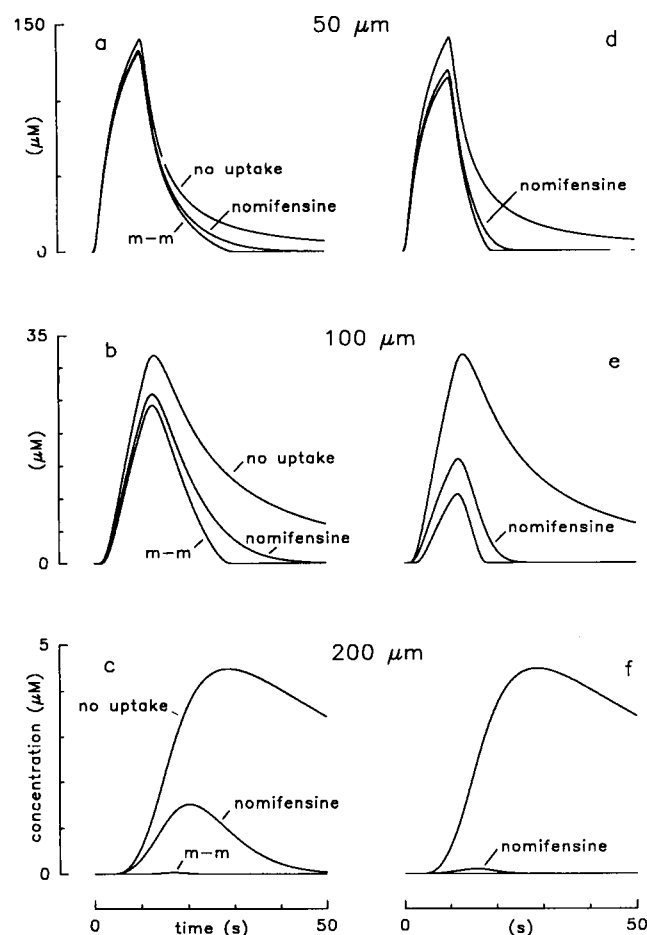 150
a
50 μm
d
(μM)
no uptake
nomifensine
m-m
nomifensine
0
35
b
100 μm
e
(μM)
no uptake
nomifensine
m-m
nomifensine
0
5
c
200 μm
f
concentration (μM)
no uptake
nomifensine
m-m
nomifensine
0
0 time (s) 50
0 (s) 50